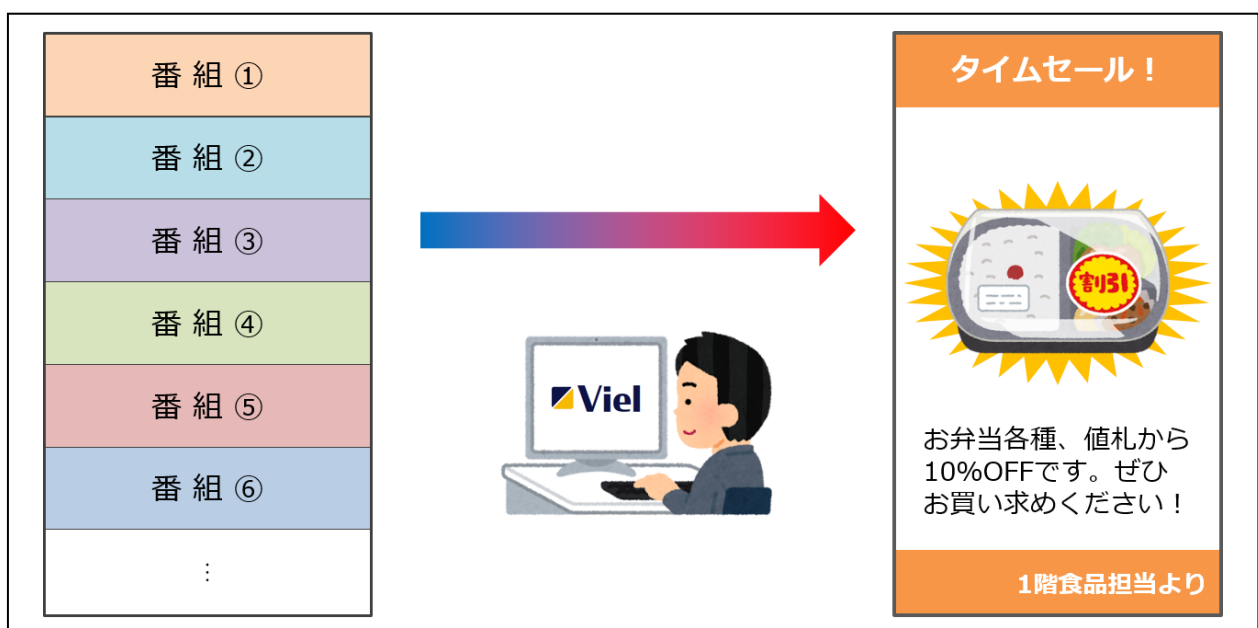 番 組 ①
番 組 ②
番 組 ③
番 組 ④
番 組 ⑤
番 組 ⑥
⋮
Viel
タイムセール！
割引
お弁当各種、値札から
10%OFFです。ぜひ
お買い求めください！
1階食品担当より